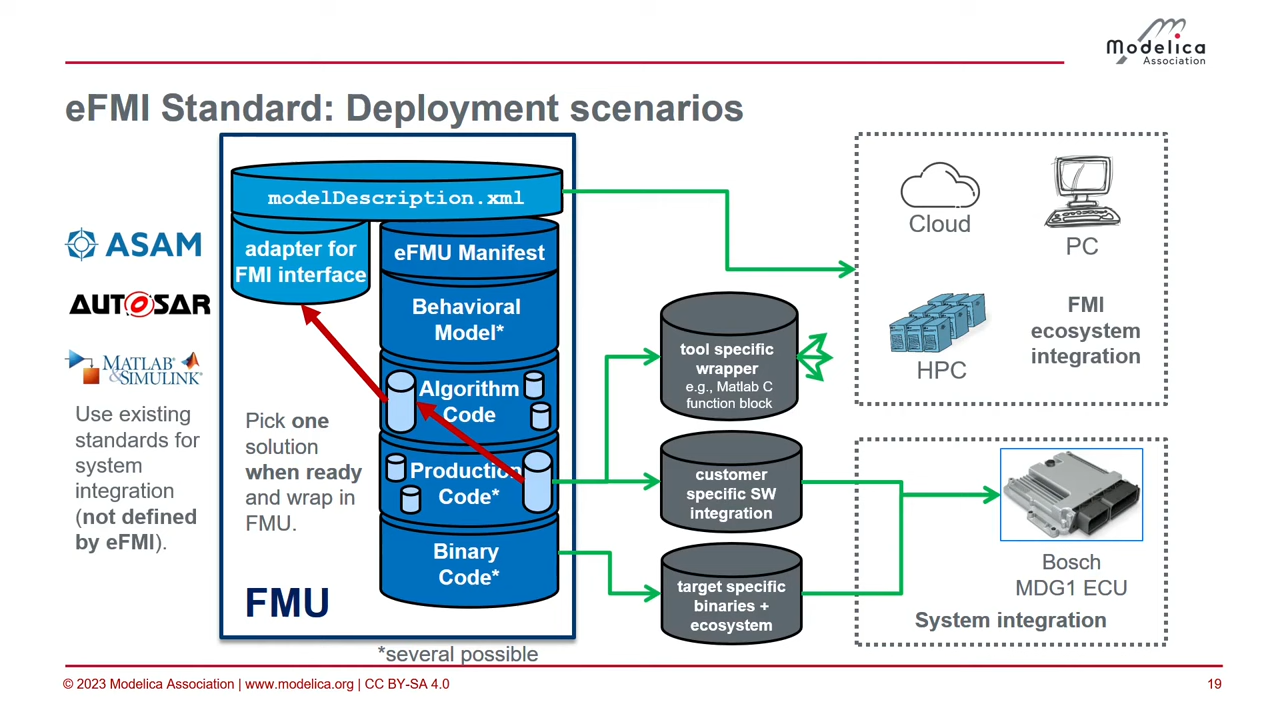 Modelica
Association
eFMI Standard: Deployment scenarios
ASAM
AUTOSAR
MATLAB
&SIMULINK®
Use existing
standards for
system
integration
(not defined
by eFMI).
modelDescription.xml
adapter for
FMI interface
eFMU Manifest
Behavioral
Model*
Algorithm
Code
Production
Code*
Binary
Code*
Pick one
solution
when ready
and wrap in
FMU.
FMU
*several possible
tool specific
wrapper
e.g., Matlab C
function block
customer
specific SW
integration
target specific
binaries +
ecosystem
Cloud
PC
HPC
FMI
ecosystem
integration
Bosch
MDG1 ECU
System integration
© 2023 Modelica Association | www.modelica.org | CC BY-SA 4.0
19